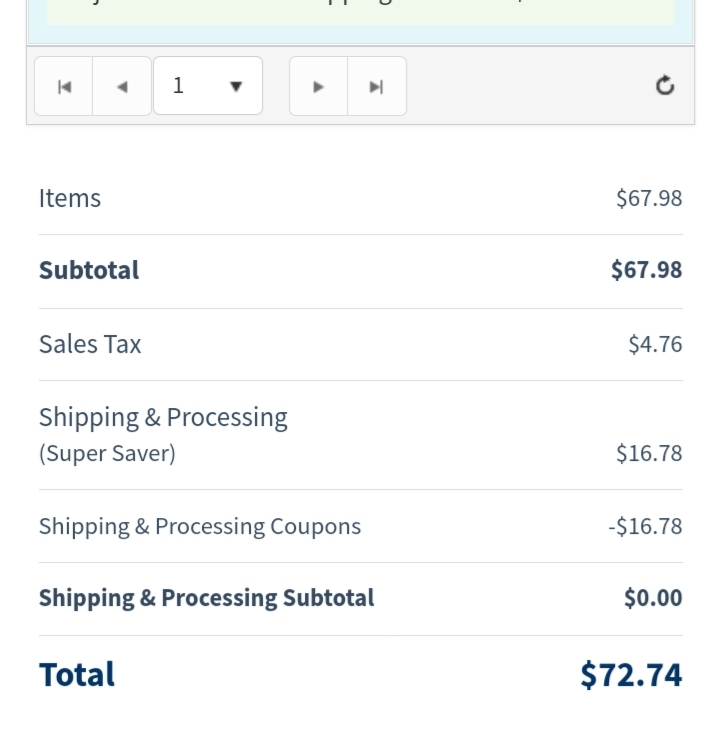 1
Items $67.98
Subtotal $67.98
Sales Tax $4.76
Shipping & Processing
(Super Saver) $16.78
Shipping & Processing Coupons -$16.78
Shipping & Processing Subtotal $0.00
Total $72.74